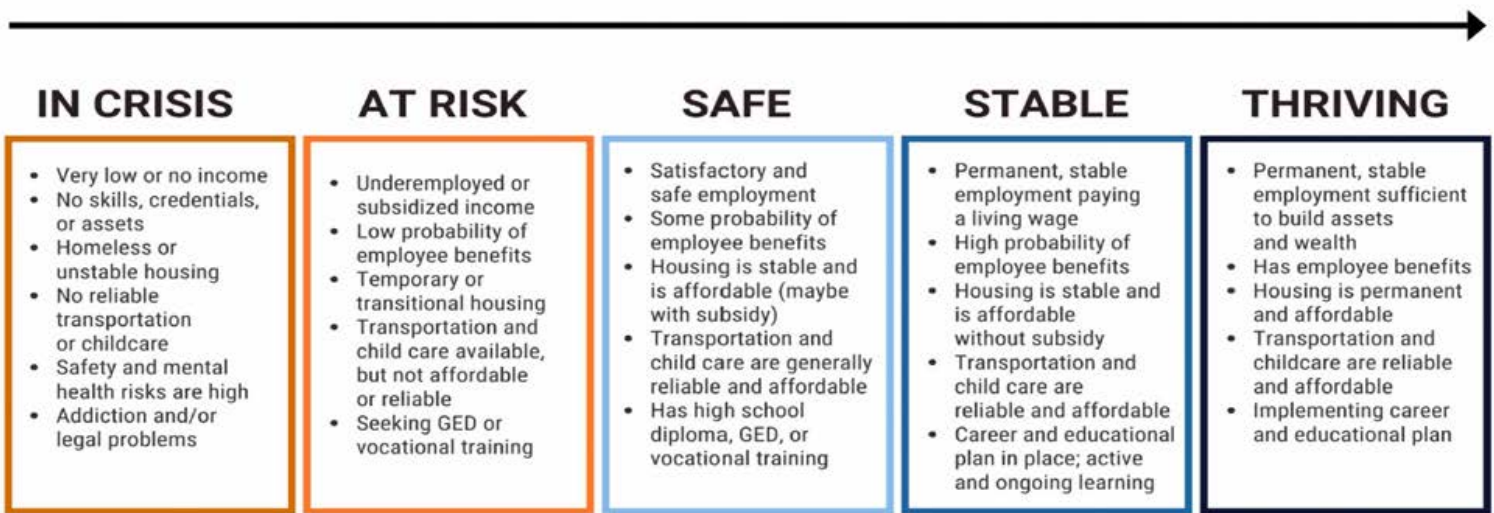 IN CRISIS
• Very low or no income
• No skills, credentials,
or assets
• Homeless or
unstable housing
• No reliable
transportation
or childcare
• Safety and mental
health risks are high
• Addiction and/or
legal problems
AT RISK
• Underemployed or
subsidized income
• Low probability of
employee benefits
• Temporary or
transitional housing
• Transportation and
child care available,
but not affordable
or reliable
• Seeking GED or
vocational training
SAFE
• Satisfactory and
safe employment
• Some probability of
employee benefits
• Housing is stable and
is affordable (maybe
with subsidy)
• Transportation and
child care are generally
reliable and affordable
• Has high school
diploma, GED, or
vocational training
STABLE
• Permanent, stable
employment paying
a living wage
• High probability of
employee benefits
• Housing is stable and
is affordable
without subsidy
• Transportation and
child care are
reliable and affordable
• Career and educational
plan in place; active
and ongoing learning
THRIVING
• Permanent, stable
employment sufficient
to build assets
and wealth
• Has employee benefits
• Housing is permanent
and affordable
• Transportation and
childcare are reliable
and affordable
• Implementing career
and educational plan